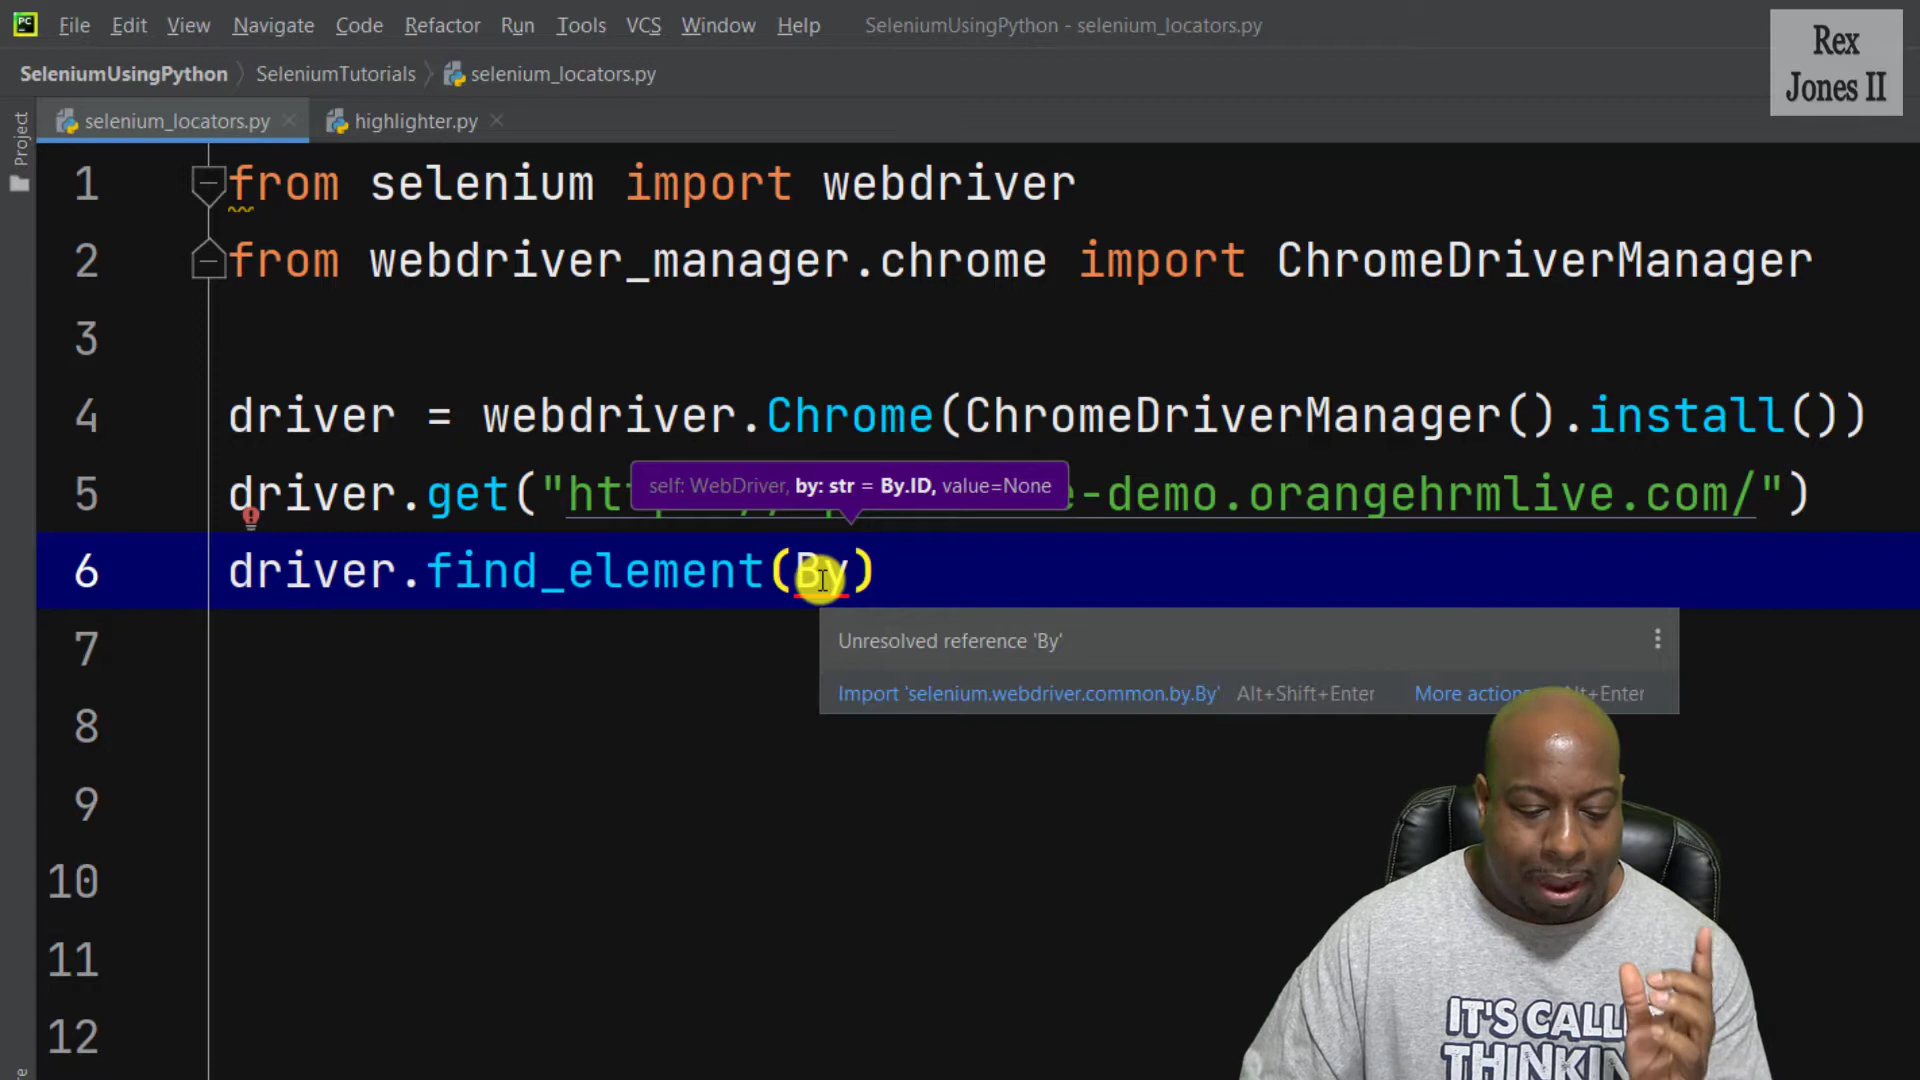 File Edit View Navigate Code Refactor Run Tools VCS Window Help SeleniumUsingPython - selenium_locators.py
Rex
Jones II
SeleniumUsingPython SeleniumTutorials selenium_locators.py
Project
selenium_locators.py highlighter.py
1 from selenium import webdriver
2 from webdriver_manager.chrome import ChromeDriverManager
3
4 driver = webdriver.Chrome(ChromeDriverManager().install())
self: WebDriver, by: str = By.ID, value=None
5 driver.get("ht e-demo.orangehrmlive.com/")
6 driver.find_element(By)
7 Unresolved reference 'By'
Import 'selenium.webdriver.common.by.By' Alt+Shift+Enter More actions Alt+Enter
8
9
10
11
12
IT'S CALL
THINKIN